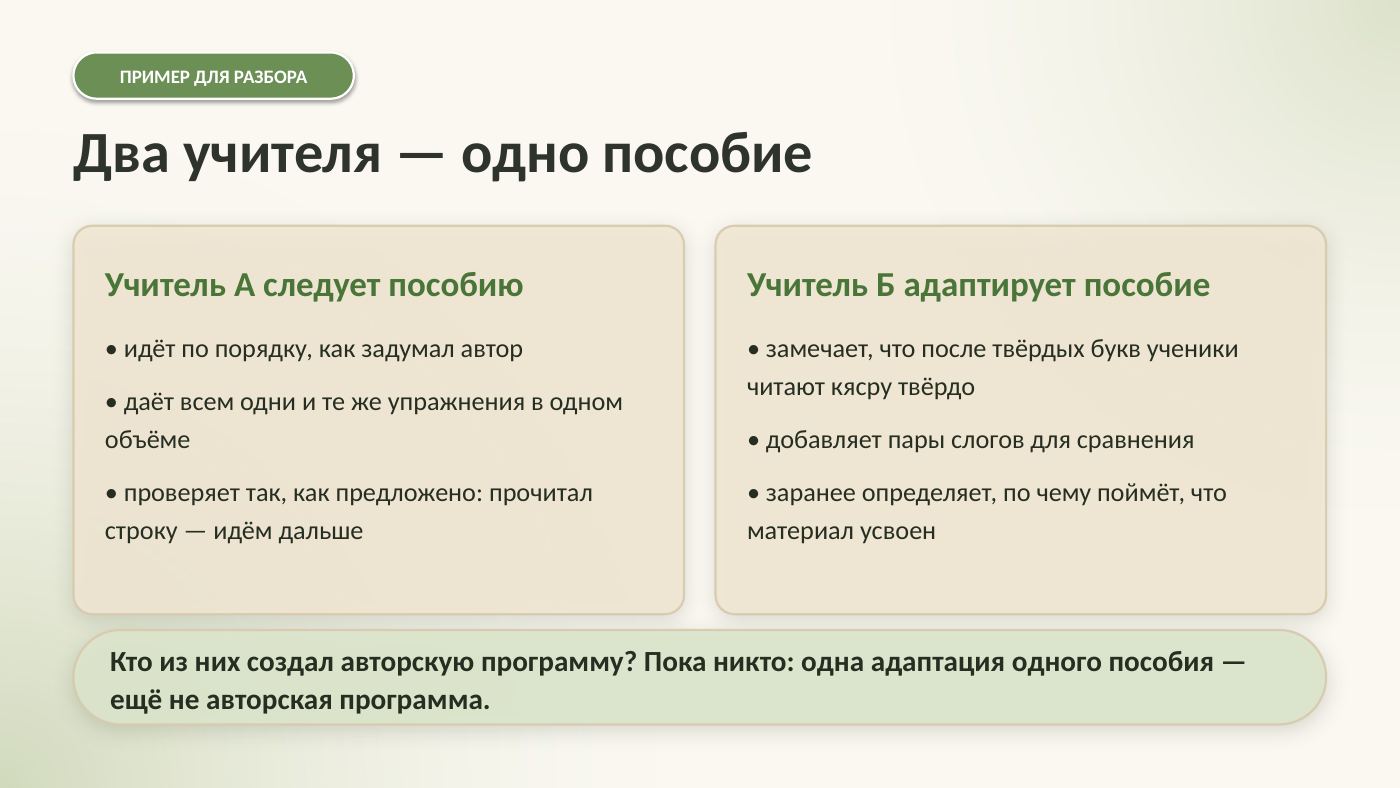 ПРИМЕР ДЛЯ РАЗБОРА
Два учителя — одно пособие
Учитель А следует пособию
• идёт по порядку, как задумал автор
• даёт всем одни и те же упражнения в одном
объёме
• проверяет так, как предложено: прочитал
строку — идём дальше
Учитель Б адаптирует пособие
• замечает, что после твёрдых букв ученики
читают кясру твёрдо
• добавляет пары слогов для сравнения
• заранее определяет, по чему поймёт, что
материал усвоен
Кто из них создал авторскую программу? Пока никто: одна адаптация одного пособия —
ещё не авторская программа.